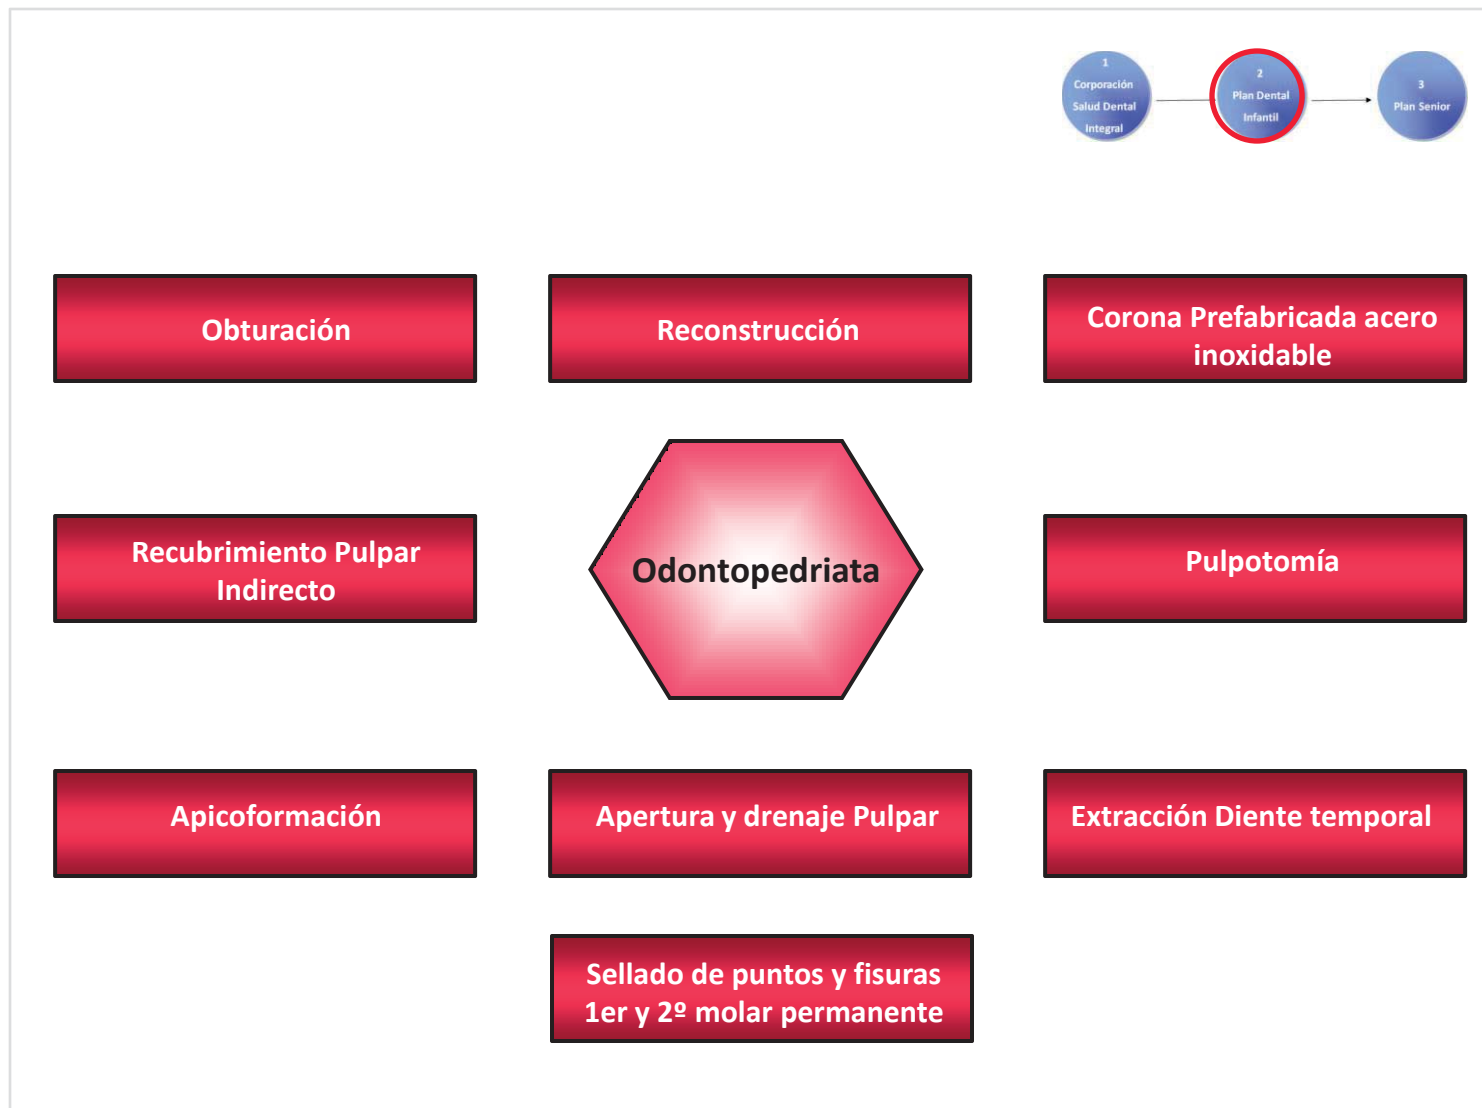 1
Corporación
Salud Dental
Integral
2
Plan Dental
Infantil
3
Plan Senior
Obturación
Reconstrucción
Corona Prefabricada acero
inoxidable
Recubrimiento Pulpar
Indirecto
Odontopedriata
Pulpotomía
Apicoformación
Apertura y drenaje Pulpar
Extracción Diente temporal
Sellado de puntos y fisuras
1er y 2º molar permanente